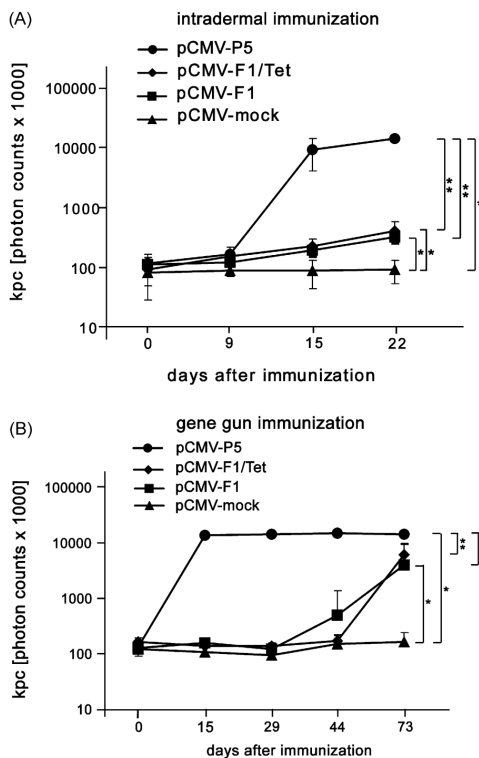 (A)
intradermal immunization
pCMV-P5
pCMV-F1/Tet
pCMV-F1
pCMV-mock
kpc [photon counts x 1000]
100000
10000
1000
100
10
0 9 15 22
days after immunization
** ** *
* *
(B)
gene gun immunization
pCMV-P5
pCMV-F1/Tet
pCMV-F1
pCMV-mock
kpc [photon counts x 1000]
100000
10000
1000
100
10
0 15 29 44 73
days after immunization
* * **